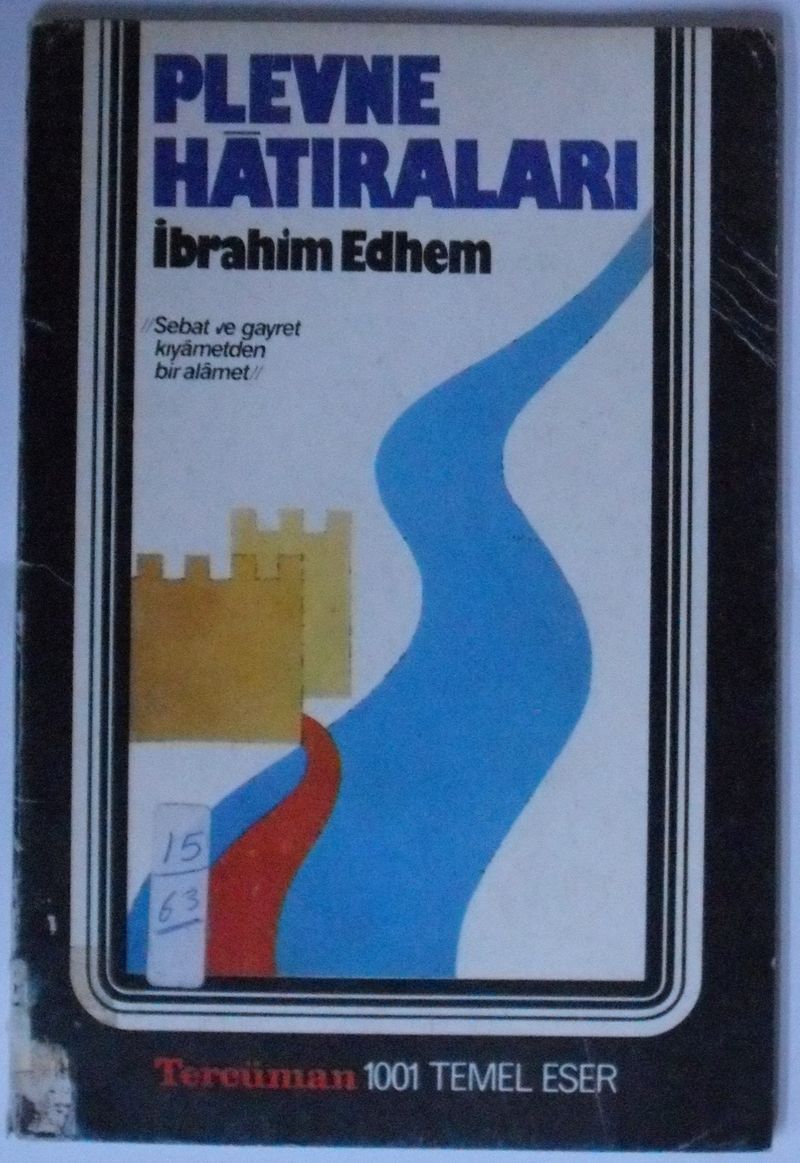 PLEVNE
HÂTIRALARI
İbrahim Edhem
"Sebat ve gayret
kıyâmetden
bir alâmet"
15
63
Tercüman 1001 TEMEL ESER